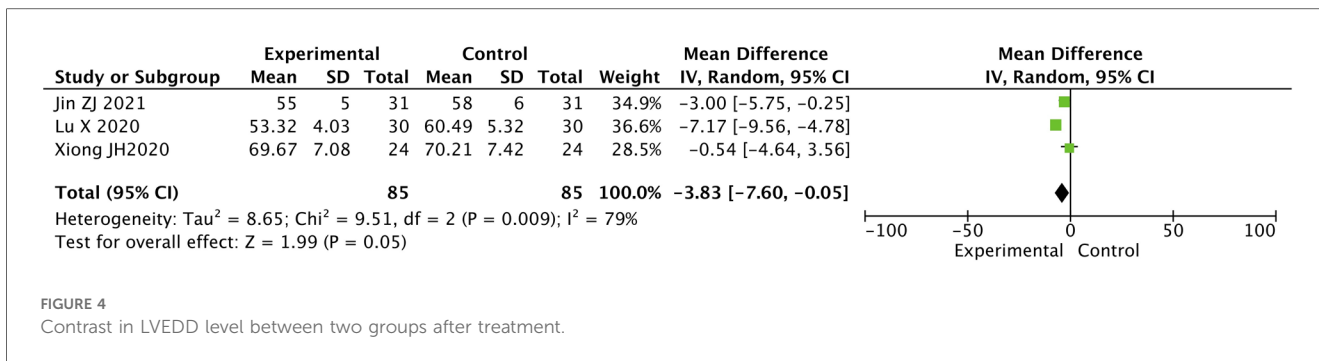 Experimental Control Mean Difference Mean Difference
Study or Subgroup Mean SD Total Mean SD Total Weight IV, Random, 95% CI IV, Random, 95% CI
Jin ZJ 2021 55 5 31 58 6 31 34.9% −3.00 [−5.75, −0.25]
Lu X 2020 53.32 4.03 30 60.49 5.32 30 36.6% −7.17 [−9.56, −4.78]
Xiong JH2020 69.67 7.08 24 70.21 7.42 24 28.5% −0.54 [−4.64, 3.56]
Total (95% CI) 85 85 100.0% −3.83 [−7.60, −0.05]
Heterogeneity: Tau² = 8.65; Chi² = 9.51, df = 2 (P = 0.009); I² = 79%
Test for overall effect: Z = 1.99 (P = 0.05)
−100 −50 0 50 100
Experimental Control
FIGURE 4
Contrast in LVEDD level between two groups after treatment.